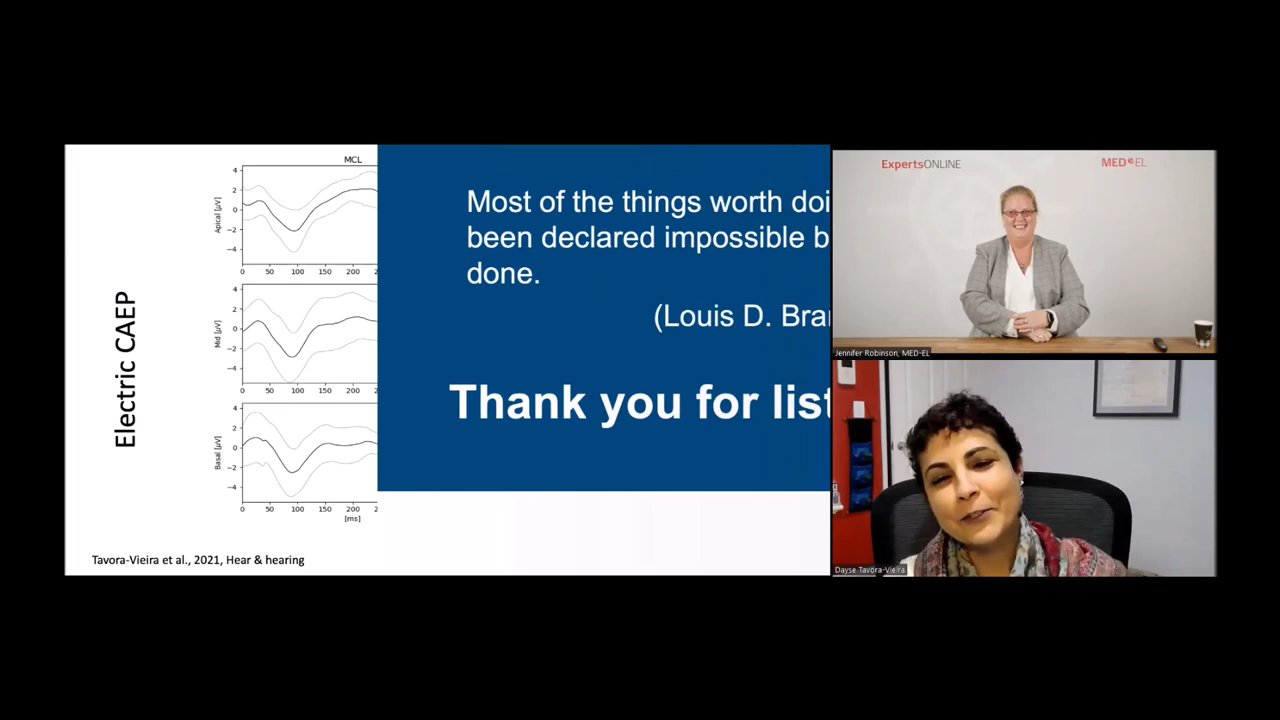 MCL
4
2
0
−2
−4
Apical [μV]
0 50 100 150 200 2
4
2
0
−2
−4
Mid [μV]
0 50 100 150 200 2
4
2
0
−2
−4
Basal [μV]
0 50 100 150 200 2
[ms]
Electric CAEP
Tavora-Vieira et al., 2021, Hear & hearing
Most of the things worth doi
been declared impossible b
done.
(Louis D. Bra
Thank you for list
ExpertsONLINE
MED EL
Jennifer Robinson, MED-EL
Dayse Tavora-Vieira